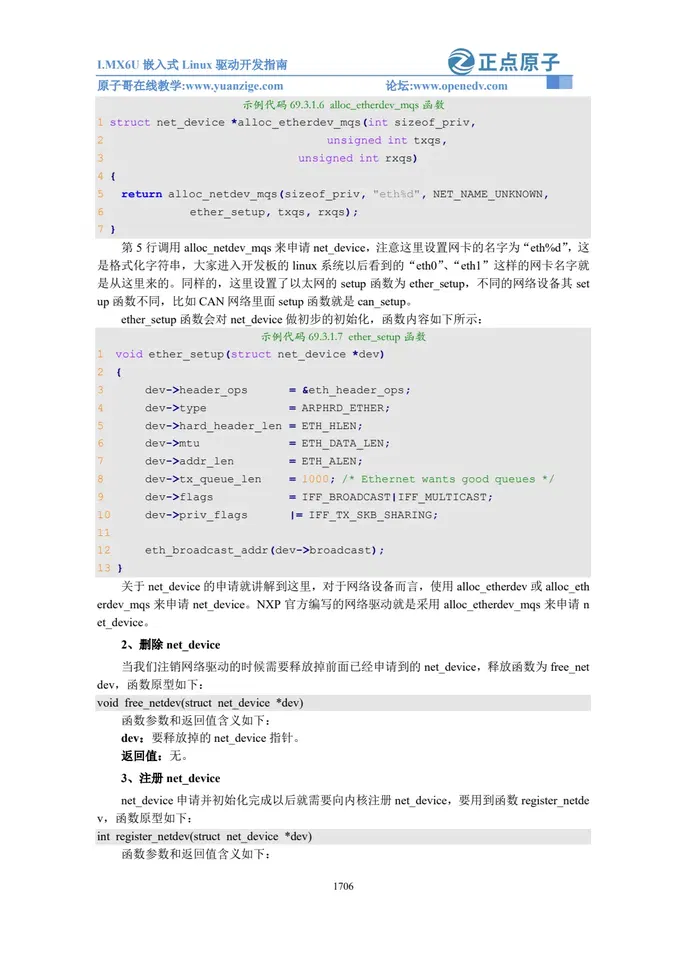 I.MX6U 嵌入式 Linux 驱动开发指南
正点原子
原子哥在线教学:www.yuanzige.com 论坛:www.openedv.com
示例代码 69.3.1.6 alloc_etherdev_mqs 函数
1 struct net_device *alloc_etherdev_mqs(int sizeof_priv,
2 unsigned int txqs,
3 unsigned int rxqs)
4 {
5 return alloc_netdev_mqs(sizeof_priv, "eth%d", NET_NAME_UNKNOWN,
6 ether_setup, txqs, rxqs);
7 }
第 5 行调用 alloc_netdev_mqs 来申请 net_device，注意这里设置网卡的名字为“eth%d”，这
是格式化字符串，大家进入开发板的 linux 系统以后看到的“eth0”、“eth1”这样的网卡名字就
是从这里来的。同样的，这里设置了以太网的 setup 函数为 ether_setup，不同的网络设备其 set
up 函数不同，比如 CAN 网络里面 setup 函数就是 can_setup。
ether_setup 函数会对 net_device 做初步的初始化，函数内容如下所示：
示例代码 69.3.1.7 ether_setup 函数
1 void ether_setup(struct net_device *dev)
2 {
3 dev->header_ops = &eth_header_ops;
4 dev->type = ARPHRD_ETHER;
5 dev->hard_header_len = ETH_HLEN;
6 dev->mtu = ETH_DATA_LEN;
7 dev->addr_len = ETH_ALEN;
8 dev->tx_queue_len = 1000; /* Ethernet wants good queues */
9 dev->flags = IFF_BROADCAST|IFF_MULTICAST;
10 dev->priv_flags |= IFF_TX_SKB_SHARING;
11
12 eth_broadcast_addr(dev->broadcast);
13 }
关于 net_device 的申请就讲解到这里，对于网络设备而言，使用 alloc_etherdev 或 alloc_eth
erdev_mqs 来申请 net_device。NXP 官方编写的网络驱动就是采用 alloc_etherdev_mqs 来申请 n
et_device。
2、删除 net_device
当我们注销网络驱动的时候需要释放掉前面已经申请到的 net_device，释放函数为 free_net
dev，函数原型如下：
void free_netdev(struct net_device *dev)
函数参数和返回值含义如下：
dev：要释放掉的 net_device 指针。
返回值：无。
3、注册 net_device
net_device 申请并初始化完成以后就需要向内核注册 net_device，要用到函数 register_netde
v，函数原型如下：
int register_netdev(struct net_device *dev)
函数参数和返回值含义如下：
1706